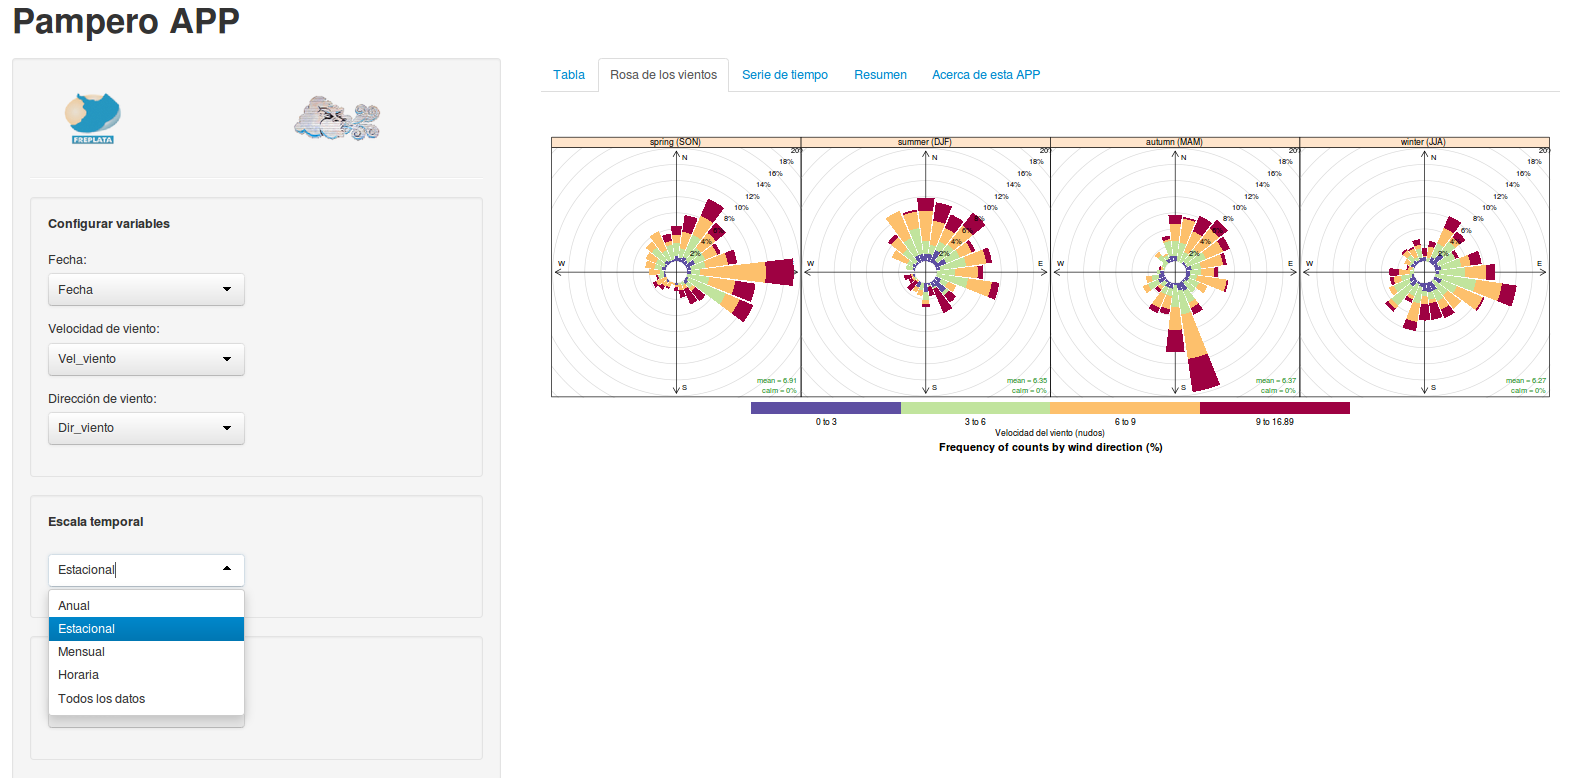 Pampero APP
FREPLATA
Configurar variables
Fecha:
Fecha
Velocidad de viento:
Vel_viento
Dirección de viento:
Dir_viento
Escala temporal
Estacional
Anual
Estacional
Mensual
Horaria
Todos los datos
Tabla Rosa de los vientos Serie de tiempo Resumen Acerca de esta APP
spring (SON) summer (DJF) autumn (MAM) winter (JJA)
N
W
S
2%
4%
8%
10%
12%
14%
16%
18%
mean = 6.91
calm = 0%
N
W
E
S
2%
4%
6%
8%
10%
12%
14%
16%
18%
mean = 6.35
calm = 0%
N
W
E
S
2%
4%
8%
10%
12%
14%
16%
18%
mean = 6.37
calm = 0%
N
W
E
S
6%
8%
10%
12%
14%
16%
18%
mean = 6.27
calm = 0%
0 to 3 3 to 6 6 to 9 9 to 16.89
Velocidad del viento (nudos)
Frequency of counts by wind direction (%)